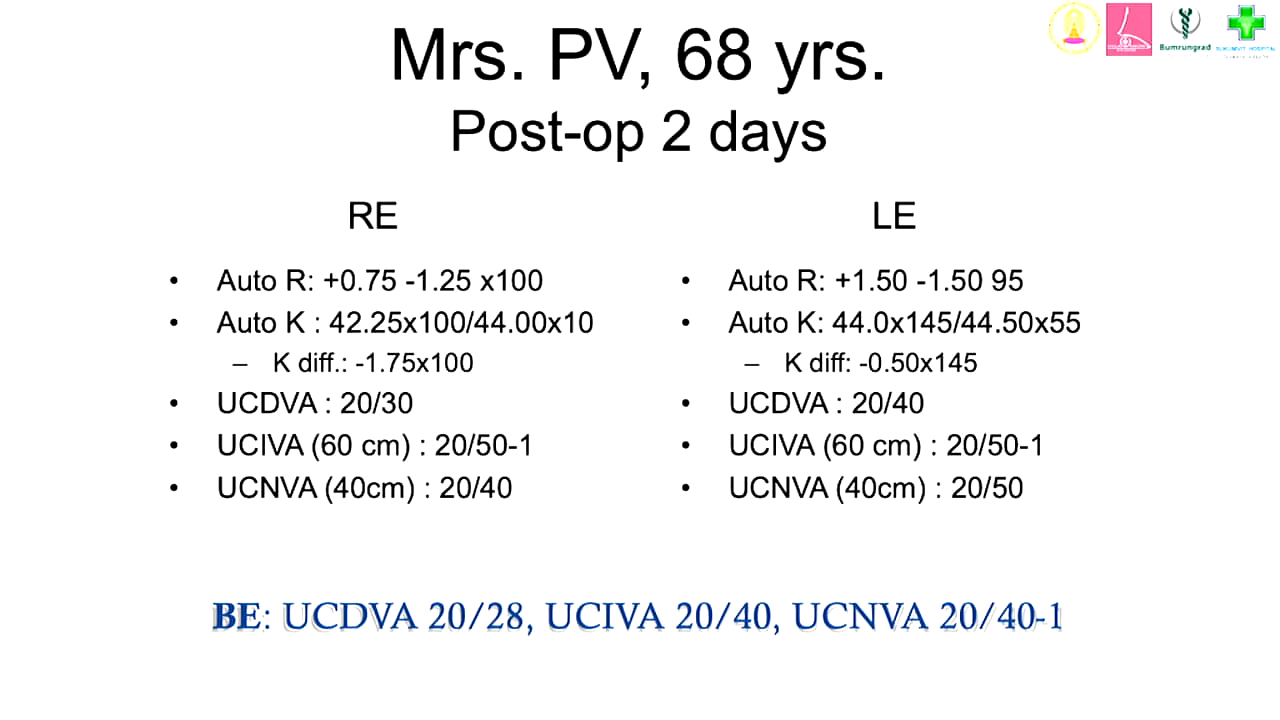 Mrs. PV, 68 yrs.
Post-op 2 days
Bumrungrad
RE
• Auto R: +0.75 -1.25 x100
• Auto K : 42.25x100/44.00x10
– K diff.: -1.75x100
• UCDVA : 20/30
• UCIVA (60 cm) : 20/50-1
• UCNVA (40cm) : 20/40
LE
• Auto R: +1.50 -1.50 95
• Auto K: 44.0x145/44.50x55
– K diff: -0.50x145
• UCDVA : 20/40
• UCIVA (60 cm) : 20/50-1
• UCNVA (40cm) : 20/50
BE: UCDVA 20/28, UCIVA 20/40, UCNVA 20/40-1